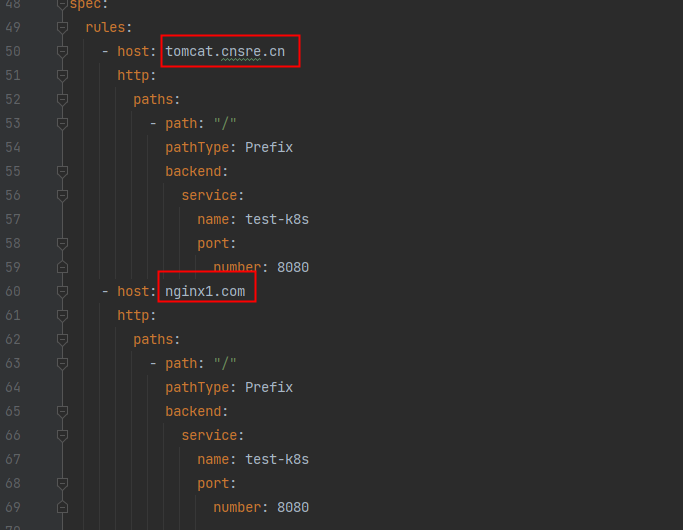 48 spec:
49 rules:
50 - host: tomcat.cnsre.cn
51 http:
52 paths:
53 - path: "/"
54 pathType: Prefix
55 backend:
56 service:
57 name: test-k8s
58 port:
59 number: 8080
60 - host: nginx1.com
61 http:
62 paths:
63 - path: "/"
64 pathType: Prefix
65 backend:
66 service:
67 name: test-k8s
68 port:
69 number: 8080
70